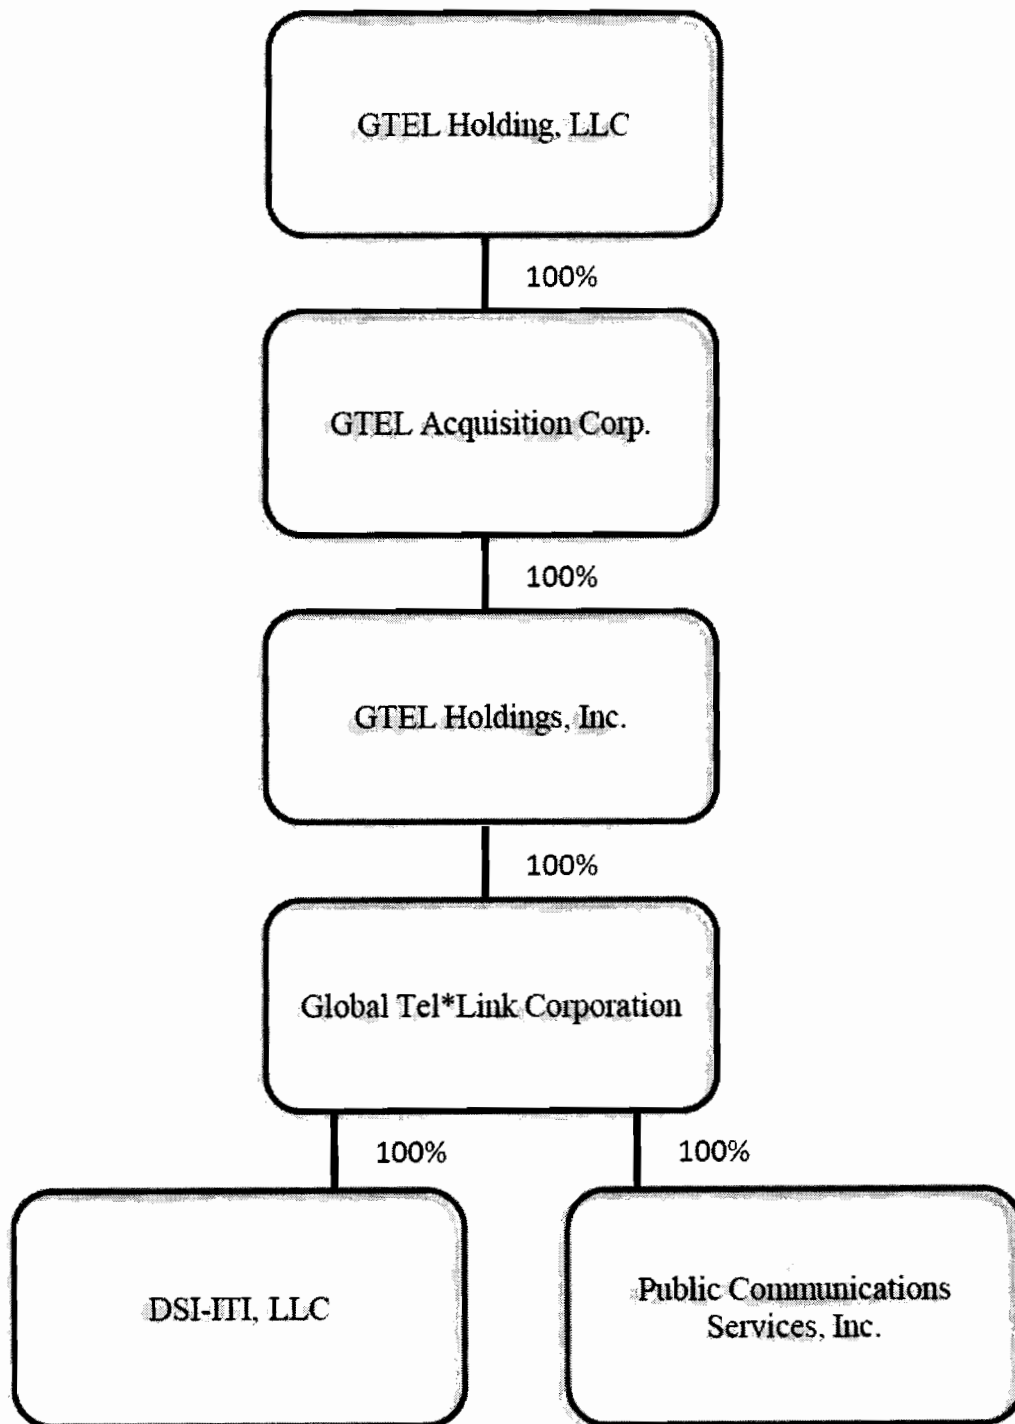 GTEL Holding, LLC
100%
GTEL Acquisition Corp.
100%
GTEL Holdings, Inc.
100%
Global Tel*Link Corporation
100%
100%
DSI-ITI, LLC
Public Communications
Services, Inc.